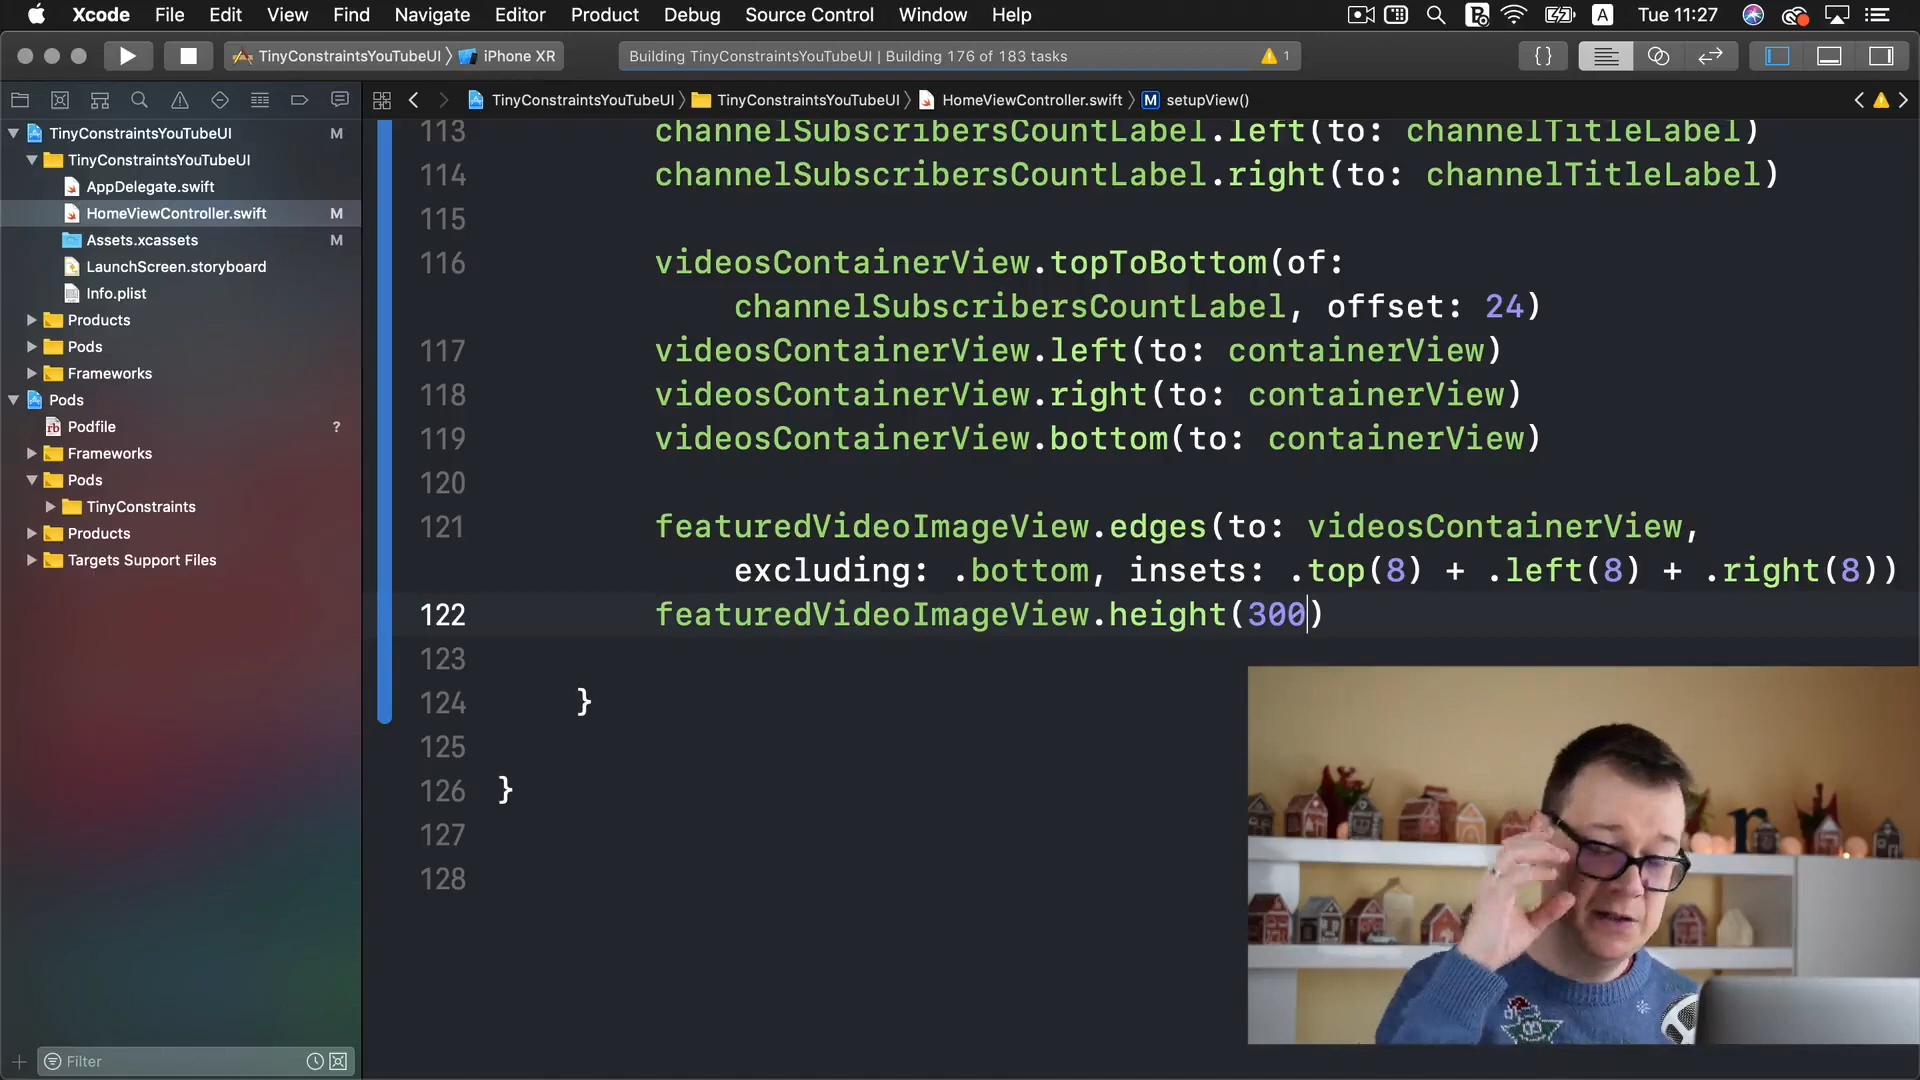 Xcode File Edit View Find Navigate Editor Product Debug Source Control Window Help A Tue 11:27
TinyConstraintsYouTubeUI iPhone XR Building TinyConstraintsYouTubeUI | Building 176 of 183 tasks 1 {}
TinyConstraintsYouTubeUI TinyConstraintsYouTubeUI HomeViewController.swift M setupView()
TinyConstraintsYouTubeUI M
TinyConstraintsYouTubeUI
AppDelegate.swift
HomeViewController.swift M
Assets.xcassets M
LaunchScreen.storyboard
Info.plist
Products
Pods
Frameworks
Pods
rb Podfile ?
Frameworks
Pods
TinyConstraints
Products
Targets Support Files
Filter
113 channelSubscribersCountLabel.left(to: channelTitleLabel)
114 channelSubscribersCountLabel.right(to: channelTitleLabel)
115
116 videosContainerView.topToBottom(of:
channelSubscribersCountLabel, offset: 24)
117 videosContainerView.left(to: containerView)
118 videosContainerView.right(to: containerView)
119 videosContainerView.bottom(to: containerView)
120
121 featuredVideoImageView.edges(to: videosContainerView,
excluding: .bottom, insets: .top(8) + .left(8) + .right(8))
122 featuredVideoImageView.height(300)
123
124 }
125
126 }
127
128
r